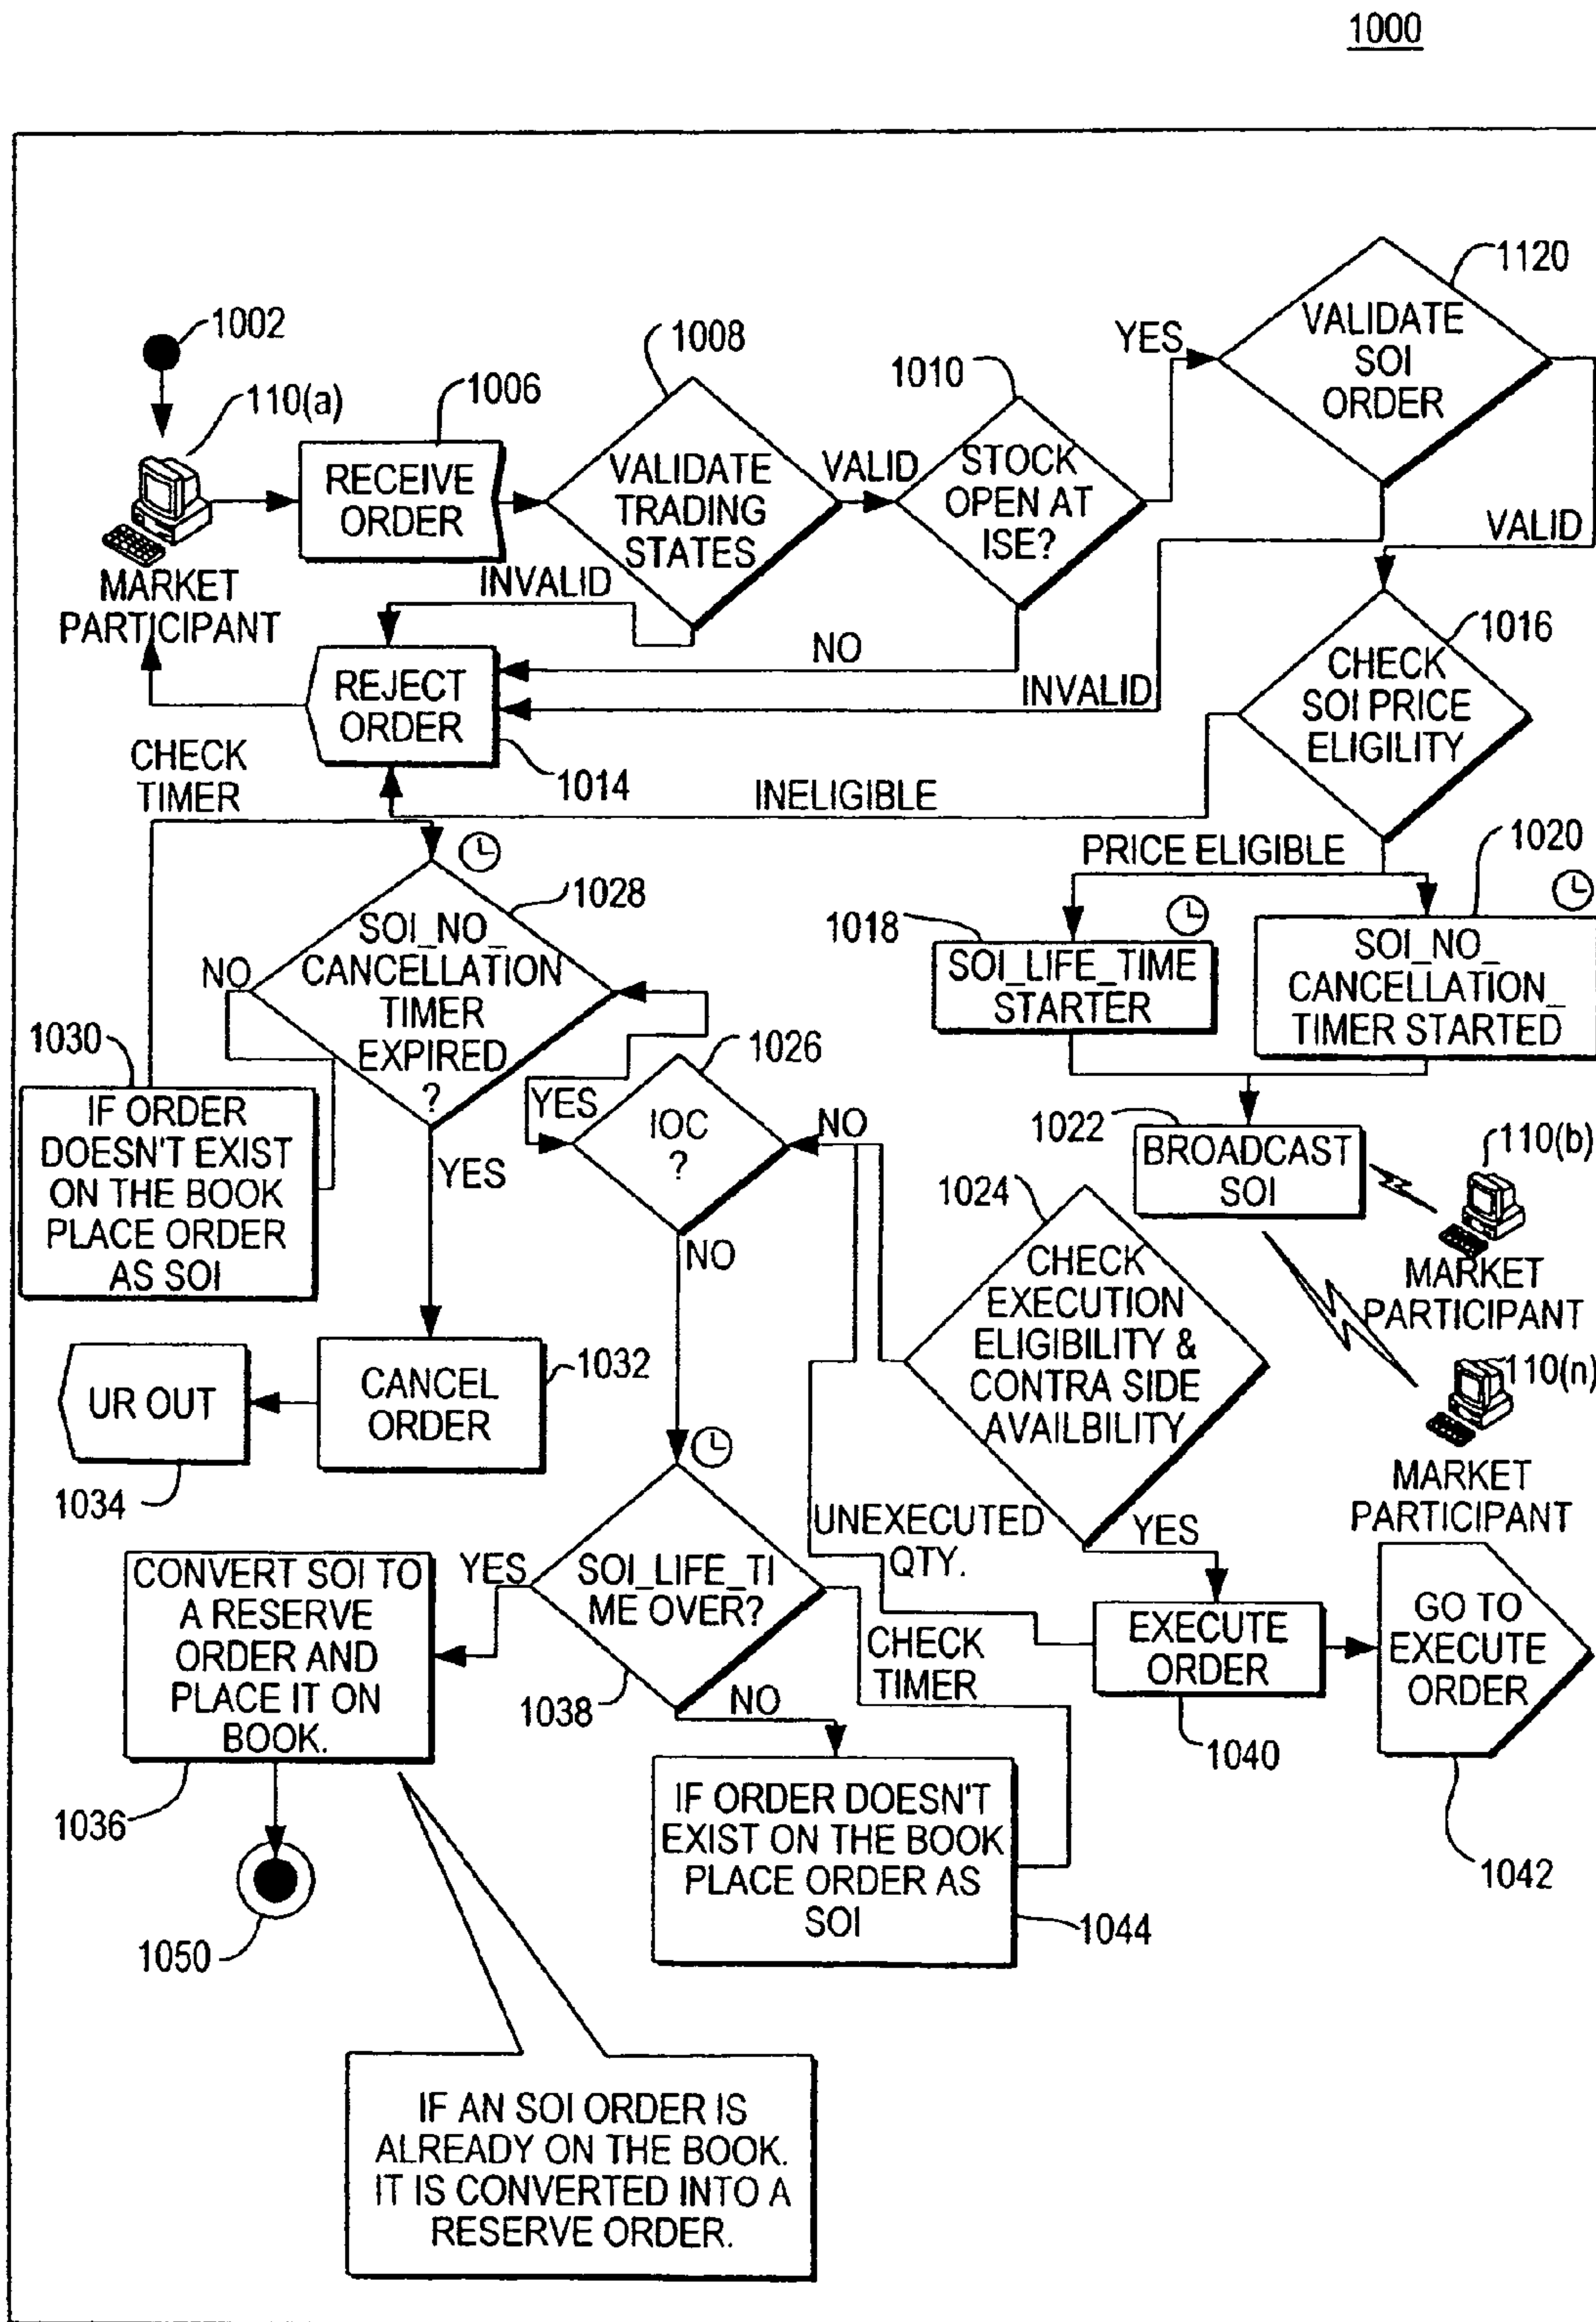 1000
1002
110(a)
MARKET
PARTICIPANT
1006
RECEIVE
ORDER
1008
VALIDATE
TRADING
STATES
VALID
INVALID
1010
STOCK
OPEN AT
ISE?
YES
NO
1120
VALIDATE
SOI
ORDER
VALID
INVALID
REJECT
ORDER
1014
1016
CHECK
SOI PRICE
ELIGILITY
INELIGIBLE
PRICE ELIGIBLE
CHECK
TIMER
1018
SOI_LIFE_TIME
STARTER
1020
SOI_NO_
CANCELLATION_
TIMER STARTED
1022
BROADCAST
SOI
110(b)
MARKET
PARTICIPANT
110(n)
MARKET
PARTICIPANT
1028
SOI_NO_
CANCELLATION
TIMER
EXPIRED
?
NO
YES
1030
IF ORDER
DOESN'T EXIST
ON THE BOOK
PLACE ORDER
AS SOI
1026
IOC
?
YES
NO
NO
1024
CHECK
EXECUTION
ELIGIBILITY &
CONTRA SIDE
AVAILBILITY
YES
UNEXECUTED
QTY.
UR OUT
1034
CANCEL
ORDER
1032
CONVERT SOI TO
A RESERVE
ORDER AND
PLACE IT ON
BOOK.
1036
YES
SOI_LIFE_TI
ME OVER?
1038
NO
CHECK
TIMER
EXECUTE
ORDER
1040
GO TO
EXECUTE
ORDER
1042
IF ORDER DOESN'T
EXIST ON THE BOOK
PLACE ORDER AS
SOI
1044
1050
IF AN SOI ORDER IS
ALREADY ON THE BOOK.
IT IS CONVERTED INTO A
RESERVE ORDER.